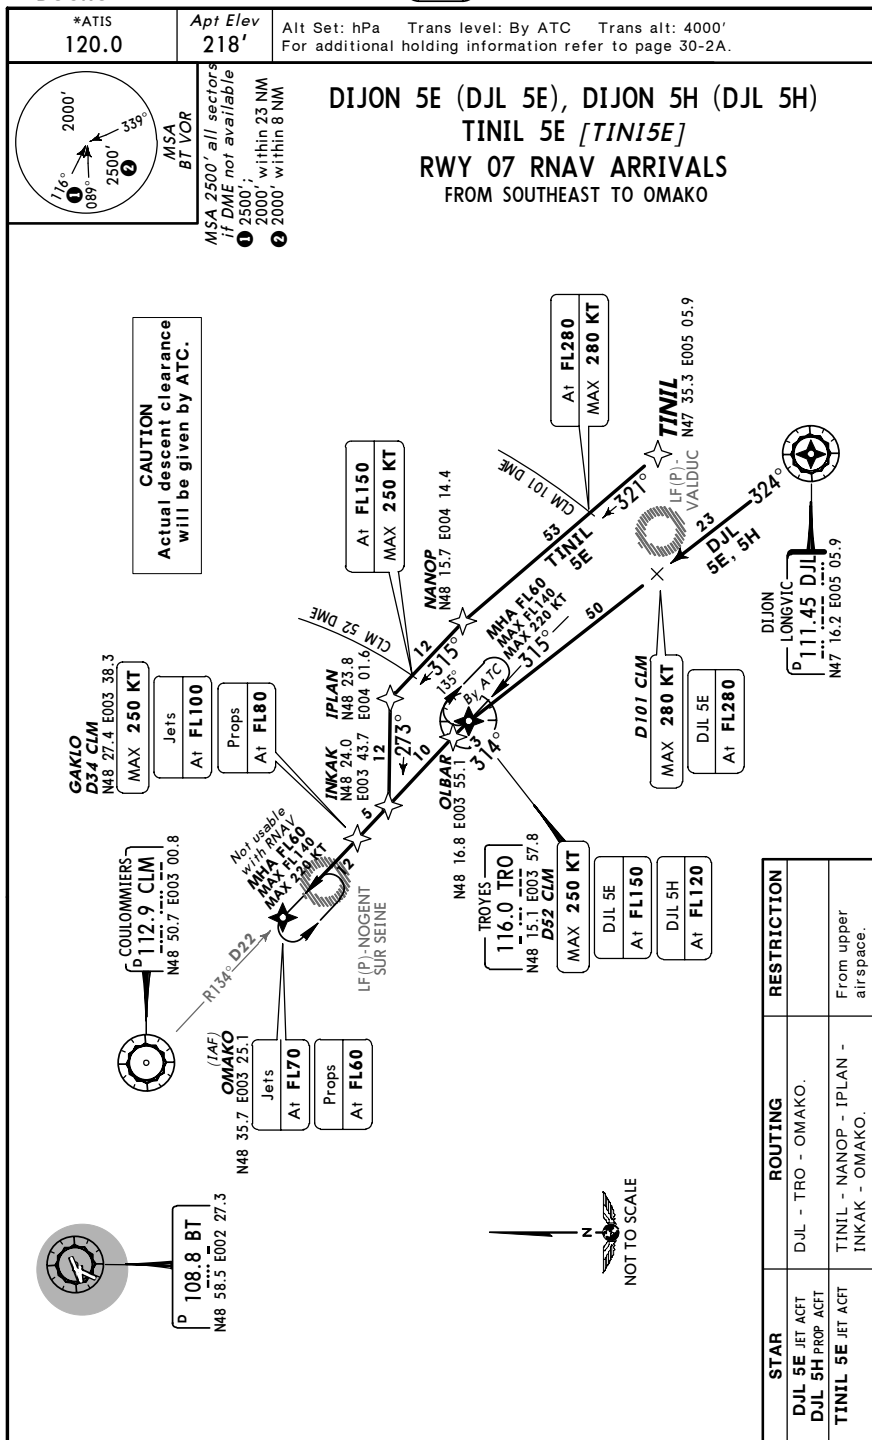 *ATIS
120.0
Apt Elev
218'
Alt Set: hPa Trans level: By ATC Trans alt: 4000'
For additional holding information refer to page 30-2A.
2000'
339°
116°
1
089°
2500'
2
MSA
BT VOR
MSA 2500' all sectors
if DME not available
1 2500';
2000' within 23 NM
2 2000' within 8 NM
DIJON 5E (DJL 5E), DIJON 5H (DJL 5H)
TINIL 5E [TINI5E]
RWY 07 RNAV ARRIVALS
FROM SOUTHEAST TO OMAKO
CAUTION
Actual descent clearance
will be given by ATC.
At FL280
MAX 280 KT
TINIL
N47 35.3 E005 05.9
CLM 101 DME
321°
LF(P)-
VALDUC
324°
53
TINIL
5E
23
DJL
5E, 5H
DIJON
LONGVIC
D 111.45 DJL
N47 16.2 E005 05.9
At FL150
MAX 250 KT
NANOP
N48 15.7 E004 14.4
CLM 52 DME
12
315°
MHA FL60
MAX FL140
MAX 220 KT
135°
By ATC
315°
50
D101 CLM
MAX 280 KT
DJL 5E
At FL280
GAKLO
D34 CLM
N48 27.4 E003 38.3
MAX 250 KT
Jets
At FL100
Props
At FL80
IPLAN
N48 23.8
E004 01.6
INKAK
N48 24.0
E003 43.7
12
273°
10
5
3
314°
OLBAR
N48 16.8 E003 55.1
TROYES
116.0 TRO
N48 15.1 E003 57.8
D52 CLM
MAX 250 KT
DJL 5E
At FL150
DJL 5H
At FL120
Not usable
with RNAV
MHA FL60
MAX FL140
MAX 220 KT
12
LF(P)-NOGENT
SUR SEINE
COULOMMIERS
D 112.9 CLM
N48 50.7 E003 00.8
R134° D22
(IAF)
OMAKO
N48 35.7 E003 25.1
Jets
At FL70
Props
At FL60
D 108.8 BT
N48 58.5 E002 27.3
N
NOT TO SCALE
STAR ROUTING RESTRICTION
DJL 5E JET ACFT
DJL 5H PROP ACFT
DJL - TRO - OMAKO.
TINIL 5E JET ACFT
TINIL - NANOP - IPLAN -
INKAK - OMAKO.
From upper
airspace.